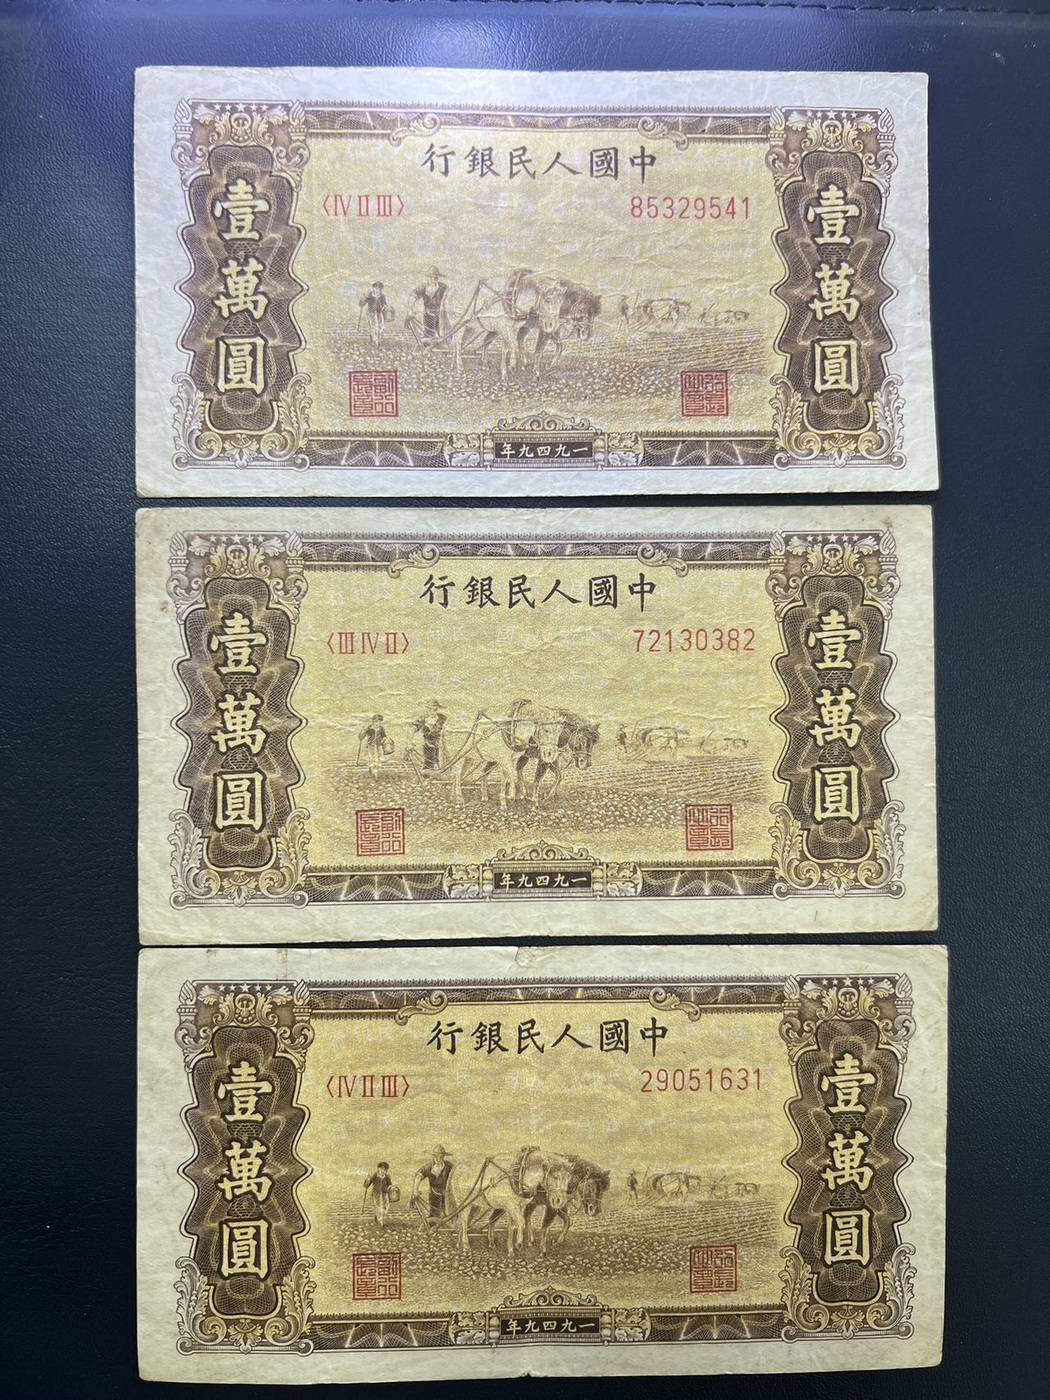 中國人民銀行
〈IV II III〉
85329541
壹萬圓
壹萬圓
一九四九年
中國人民銀行
〈III IV II〉
72130382
壹萬圓
壹萬圓
一九四九年
中國人民銀行
〈IV II III〉
29051631
壹萬圓
壹萬圓
一九四九年